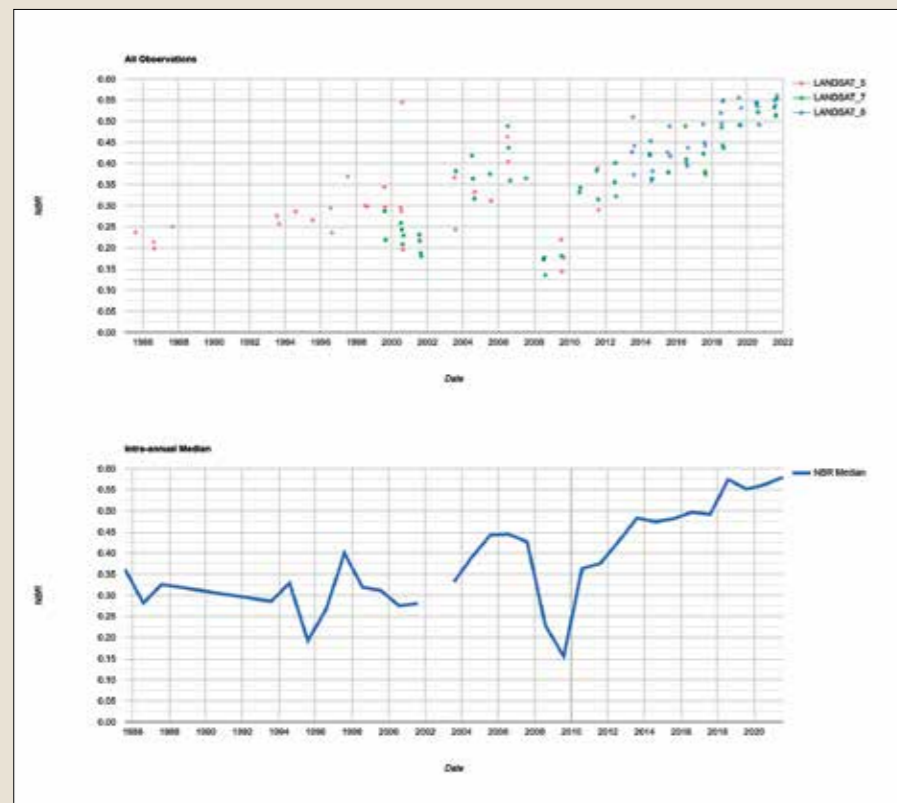 All Observations
0.60
0.55
0.50
0.45
0.40
0.35
0.30
0.25
0.20
0.15
0.10
0.05
0.00
NBR
1986 1988 1990 1992 1994 1996 1998 2000 2002 2004 2006 2008 2010 2012 2014 2016 2018 2020 2022
Date
LANDSAT_5
LANDSAT_7
LANDSAT_8
Intra-annual Median
0.60
0.55
0.50
0.45
0.40
0.35
0.30
0.25
0.20
0.15
0.10
0.05
0.00
NBR
1986 1988 1990 1992 1994 1996 1998 2000 2002 2004 2006 2008 2010 2012 2014 2016 2018 2020
Date
NBR Median